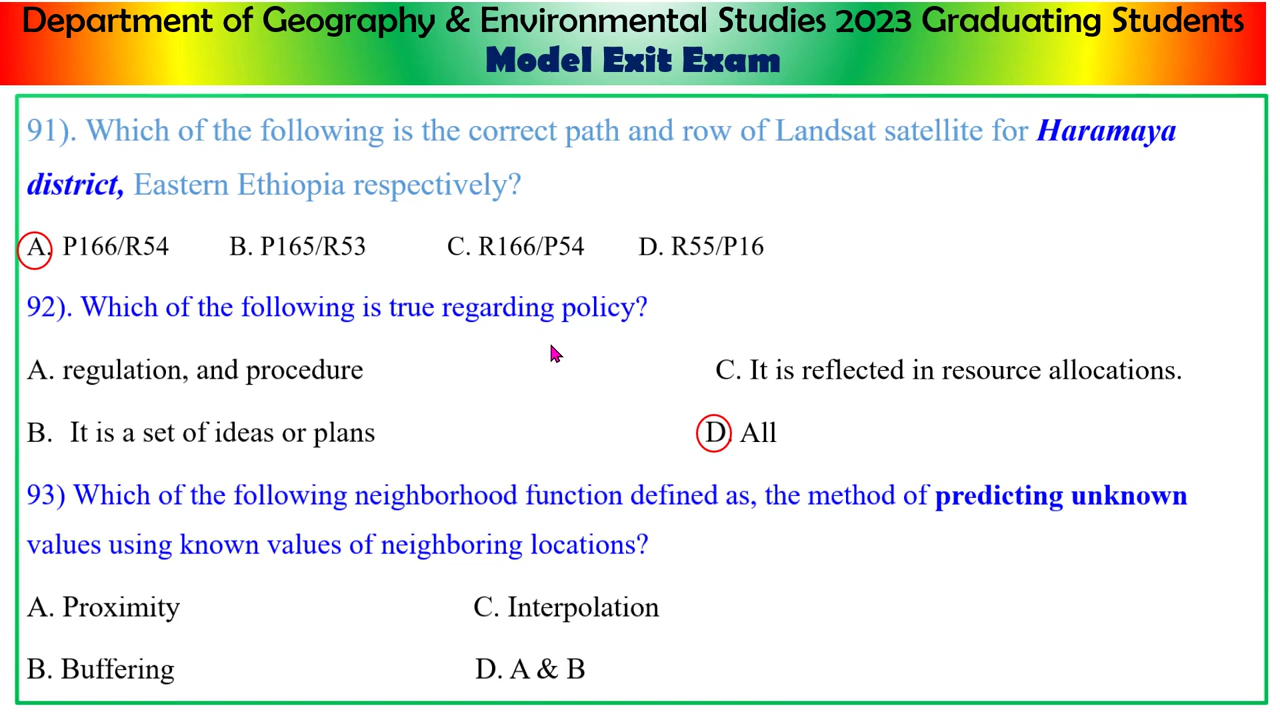 Department of Geography & Environmental Studies 2023 Graduating Students
Model Exit Exam
91). Which of the following is the correct path and row of Landsat satellite for Haramaya
district, Eastern Ethiopia respectively?
A. P166/R54 B. P165/R53 C. R166/P54 D. R55/P16
92). Which of the following is true regarding policy?
A. regulation, and procedure C. It is reflected in resource allocations.
B. It is a set of ideas or plans D. All
93) Which of the following neighborhood function defined as, the method of predicting unknown
values using known values of neighboring locations?
A. Proximity C. Interpolation
B. Buffering D. A & B